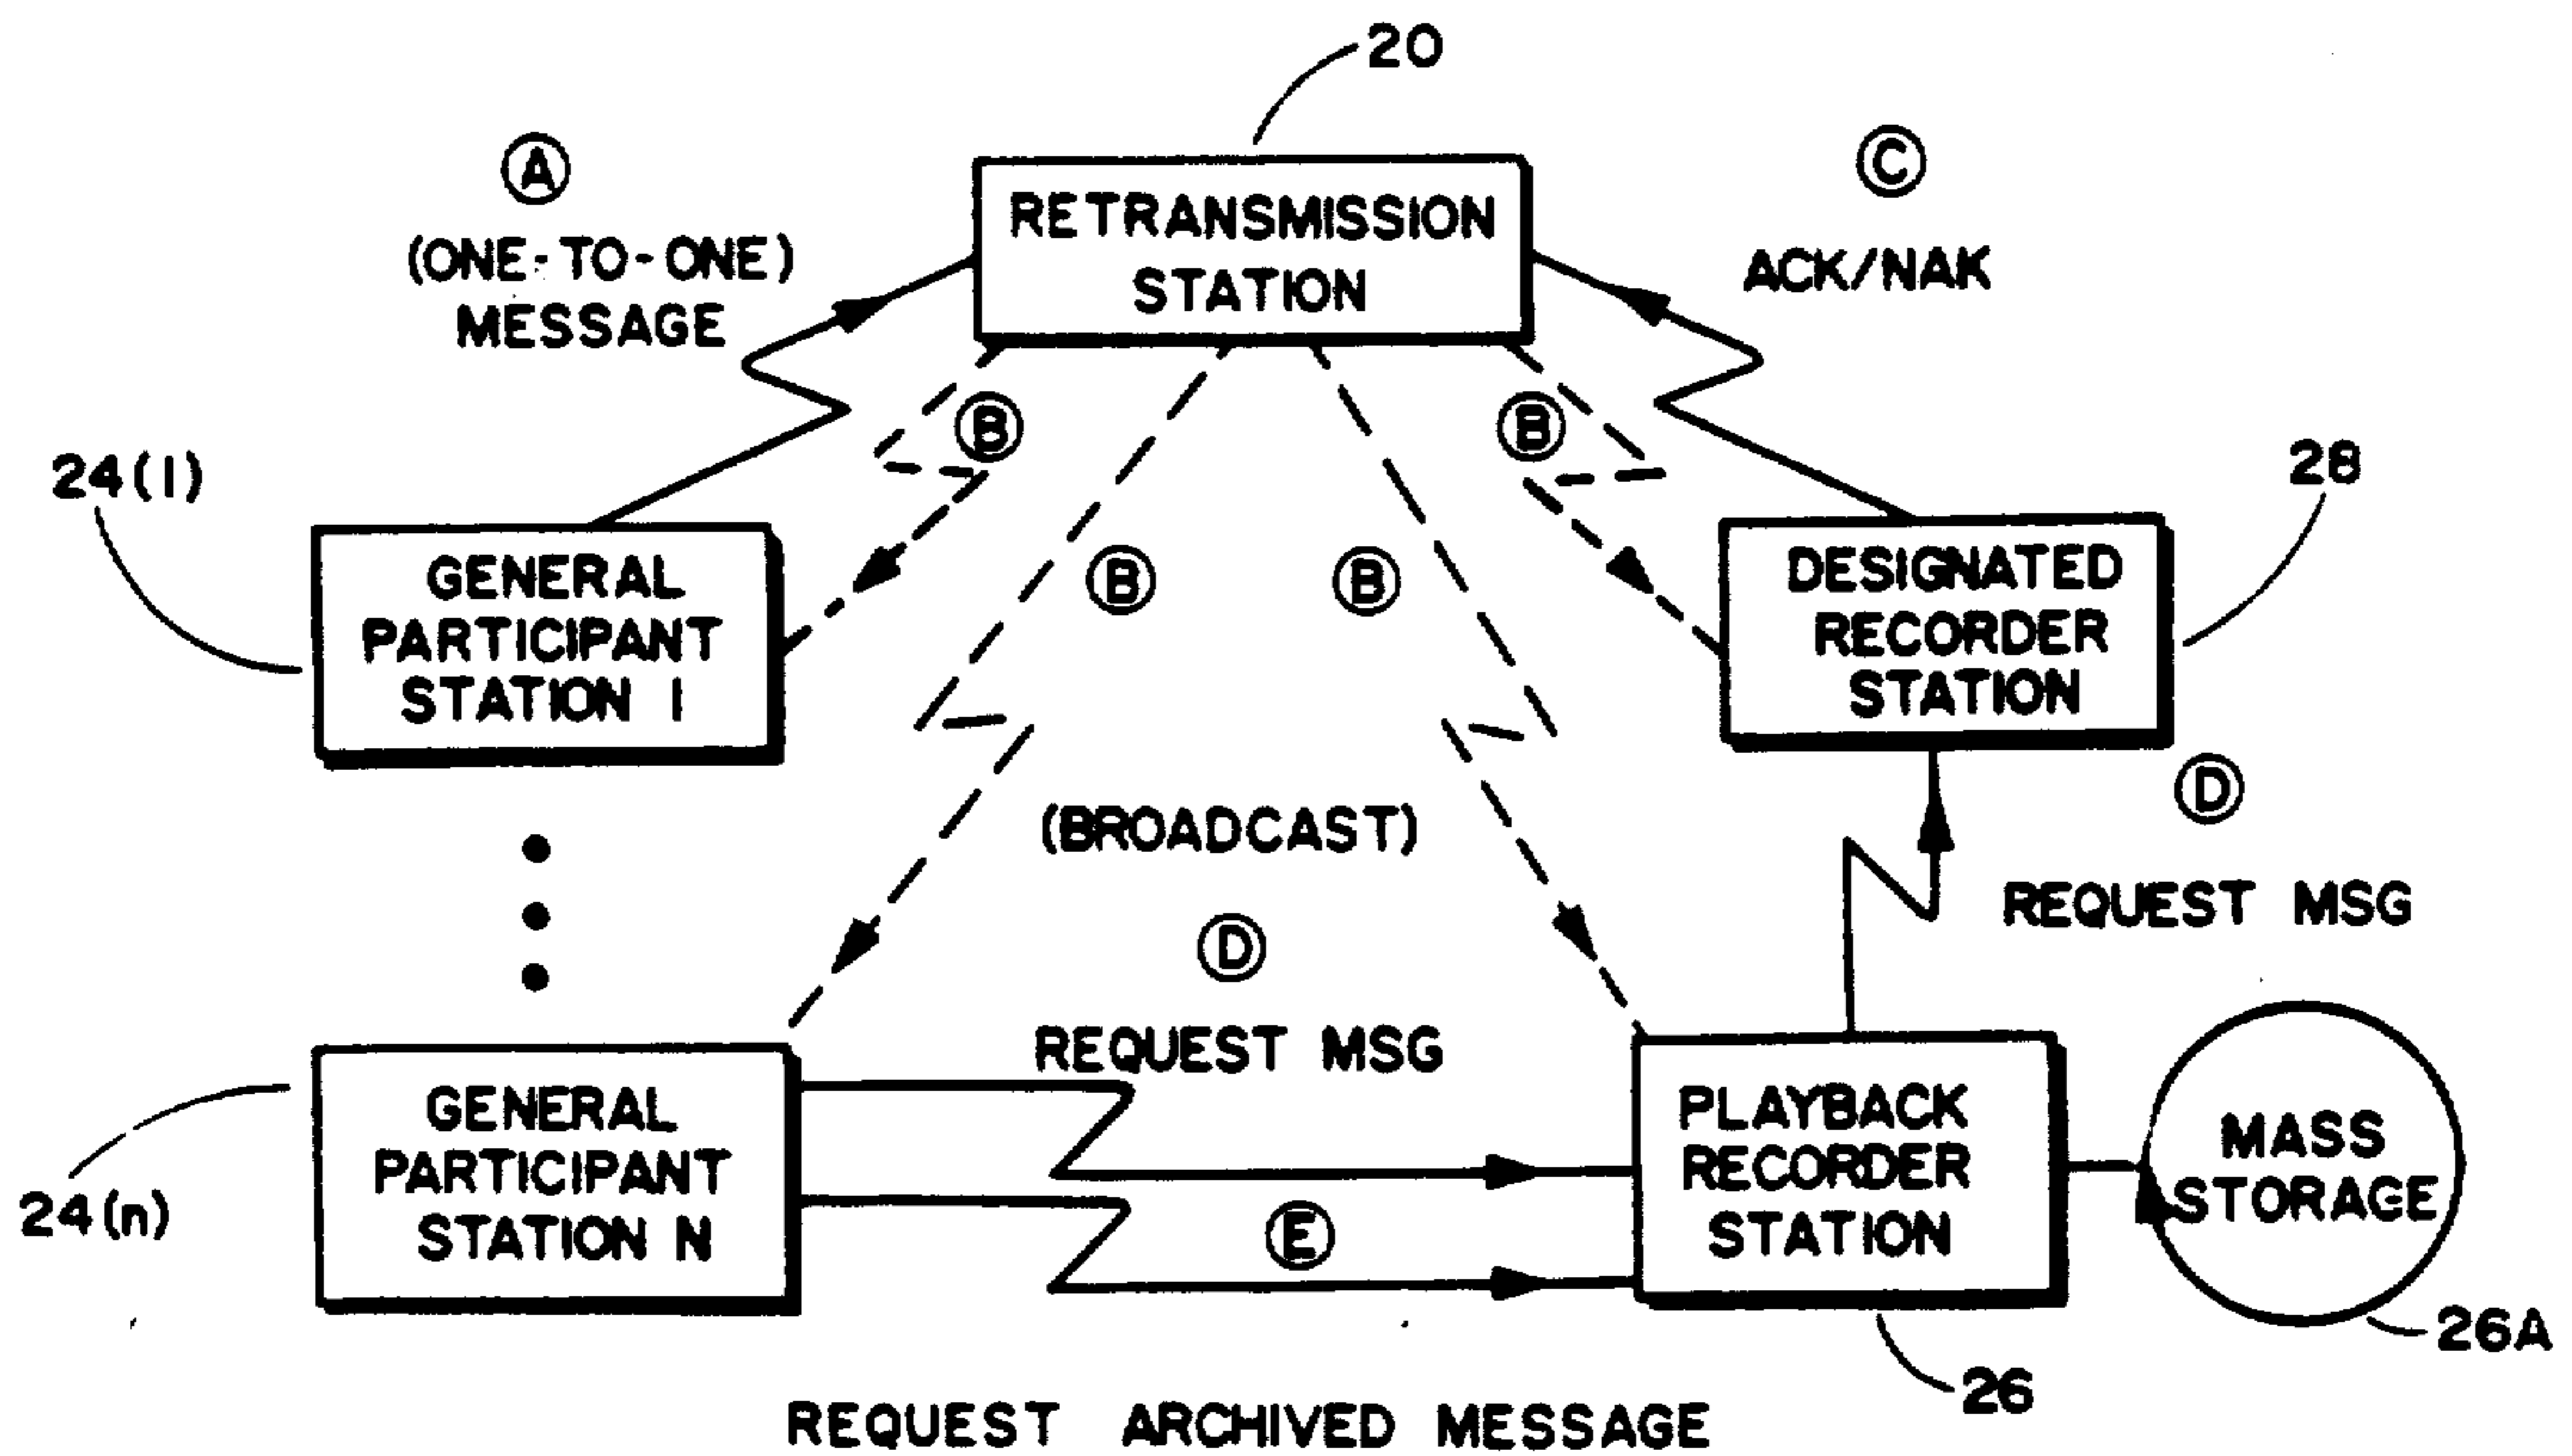 20
A
C
(ONE-TO-ONE)
MESSAGE
RETRANSMISSION
STATION
ACK/NAK
B
B
24(1)
28
GENERAL
PARTICIPANT
STATION 1
B
B
DESIGNATED
RECORDER
STATION
D
(BROADCAST)
REQUEST MSG
D
REQUEST MSG
GENERAL
PARTICIPANT
STATION N
PLAYBACK
RECORDER
STATION
MASS
STORAGE
24(n)
E
26A
26
REQUEST ARCHIVED MESSAGE